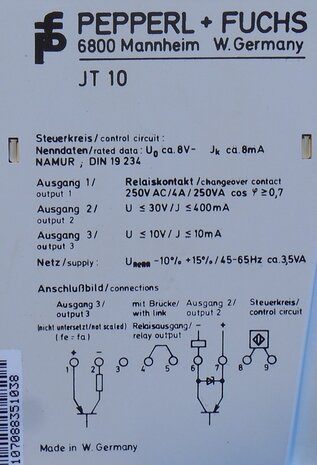 PEPPERL + FUCHS
6800 Mannheim W. Germany
JT 10
Steuerkreis / control circuit :
Nenndaten / rated data : U0 ca. 8V- JK ca. 8mA
NAMUR ; DIN 19 234
Ausgang 1/ Relaiskontakt / changeover contact
output 1 250V AC/4A / 250VA cos φ ≥ 0,7
Ausgang 2/ U ≤ 30V / J ≤ 400mA
output 2
Ausgang 3/ U ≤ 10V / J ≤ 10mA
output 3
Netz / supply : Unenn -10% +15% / 45-65Hz ca. 3,5VA
Anschlußbild / connections
Ausgang 3/ mit Brücke/ Ausgang 2/ Steuerkreis/
output 3 with link output 2 control circuit
(nicht untersetzt/not scaled) Relaisausgang/ - +
(fe = fa) relay output
+ -
1 2 3 4 5 6 7 8 9
Made in W. Germany
107088351038